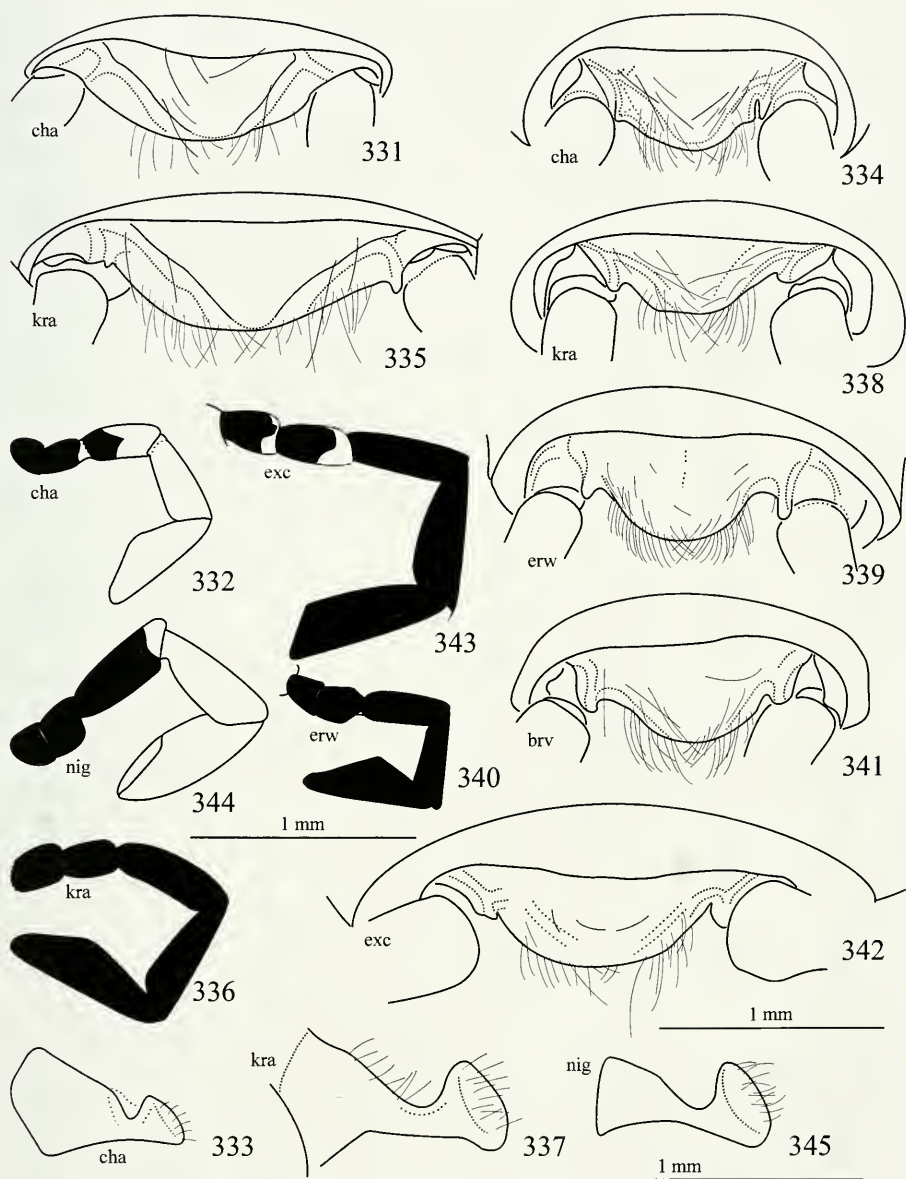 cha
331
cha
334
kra
335
kra
338
cha
332
exc
343
erw
339
nig
344
erw
340
brv
341
1 mm
kra
336
exc
342
1 mm
cha
333
kra
337
nig
345
1 mm